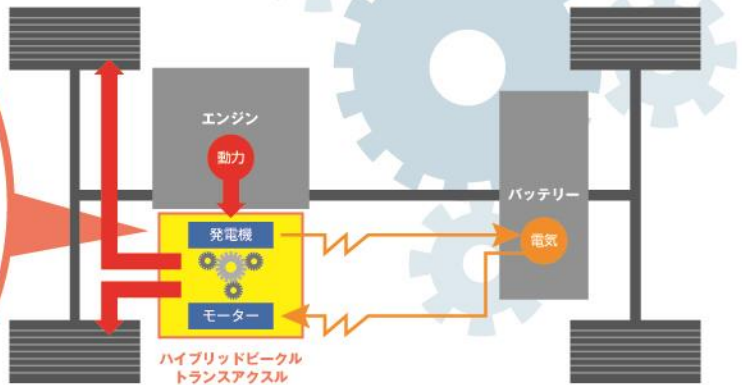 エンジン
動力
バッテリー
発電機
電気
モーター
ハイブリッドビークル
トランスアクスル